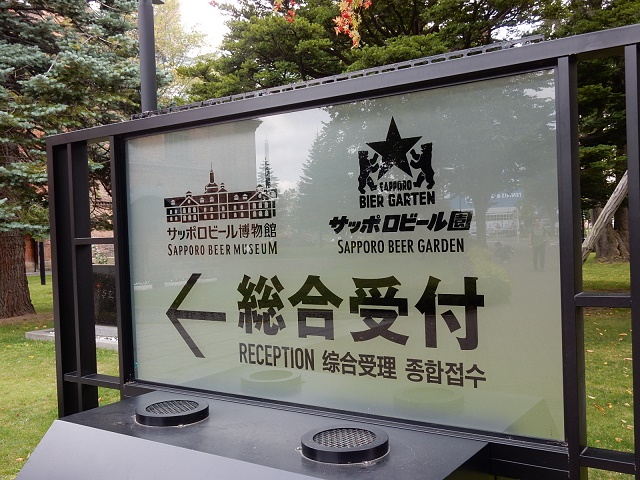 サッポロビール博物館
SAPPORO BEER MUSEUM
SAPPORO
BIER GARTEN
サッポロビール園
SAPPORO BEER GARDEN
← 総合受付
RECEPTION 综合受理 종합접수